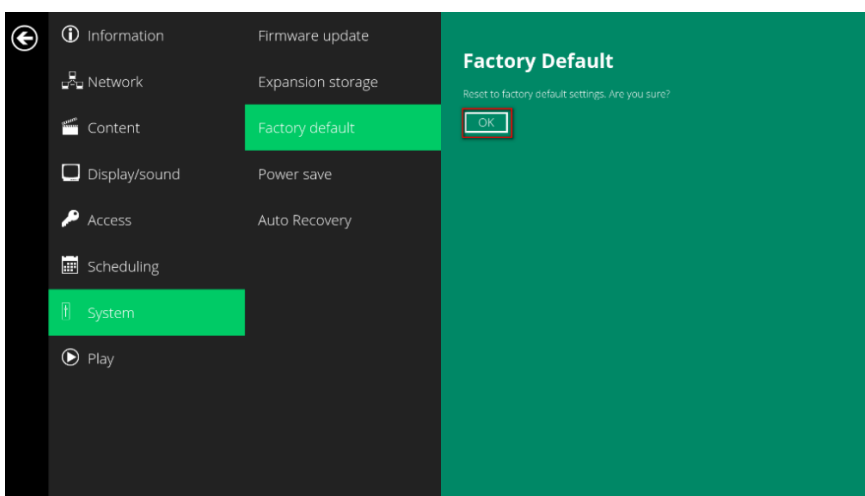 Information
Network
Content
Display/sound
Access
Scheduling
System
Play
Firmware update
Expansion storage
Factory default
Power save
Auto Recovery
Factory Default
Reset to factory default settings. Are you sure?
OK